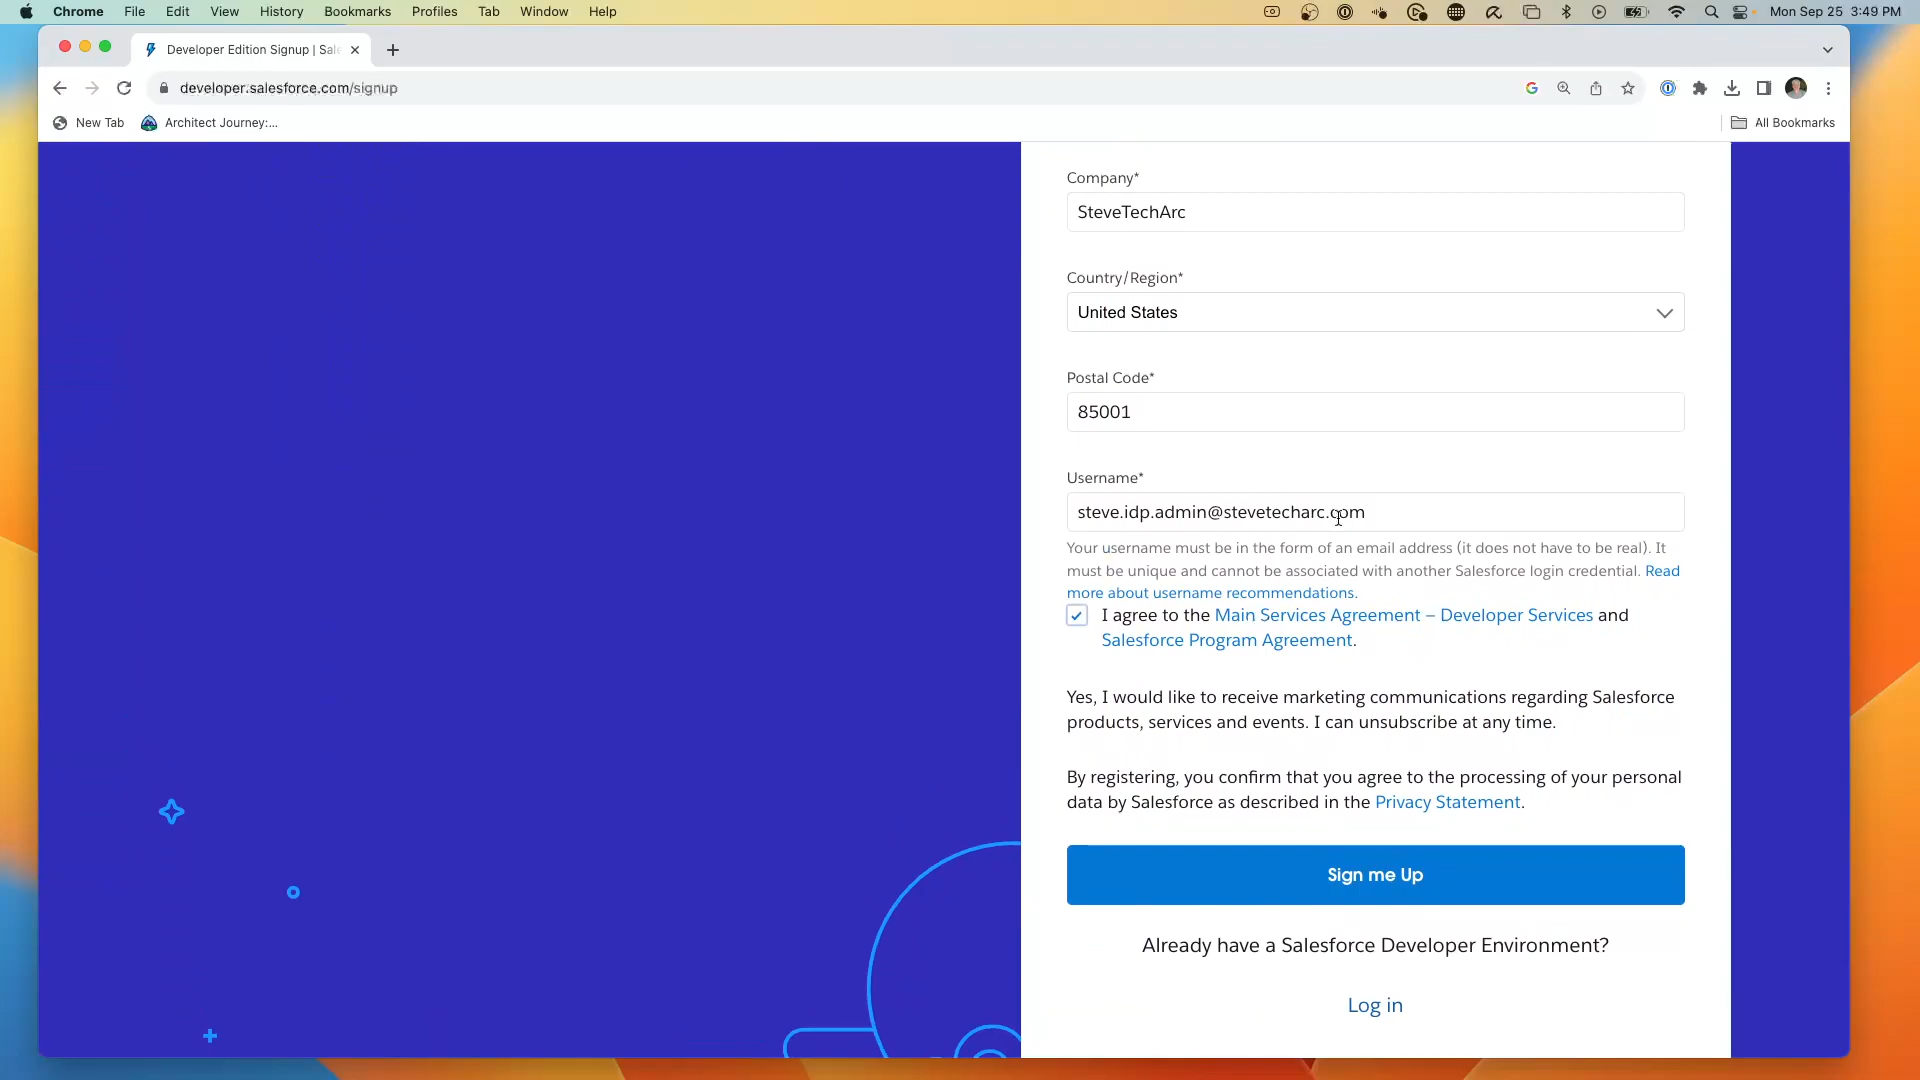 Chrome File Edit View History Bookmarks Profiles Tab Window Help Mon Sep 25 3:49 PM
Developer Edition Signup | Sale
developer.salesforce.com/signup
New Tab Architect Journey:... All Bookmarks
Company*
SteveTechArc
Country/Region*
United States
Postal Code*
85001
Username*
steve.idp.admin@stevetecharc.com
Your username must be in the form of an email address (it does not have to be real). It
must be unique and cannot be associated with another Salesforce login credential. Read
more about username recommendations.
I agree to the Main Services Agreement – Developer Services and
Salesforce Program Agreement.
Yes, I would like to receive marketing communications regarding Salesforce
products, services and events. I can unsubscribe at any time.
By registering, you confirm that you agree to the processing of your personal
data by Salesforce as described in the Privacy Statement.
Sign me Up
Already have a Salesforce Developer Environment?
Log in